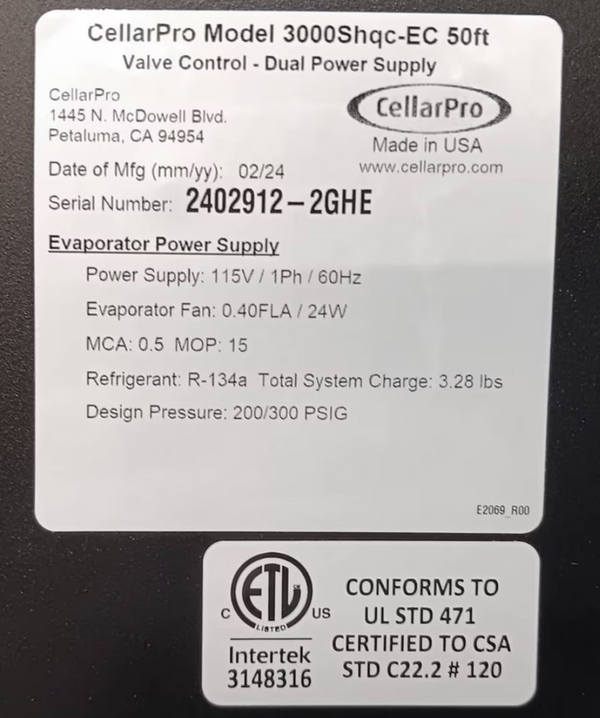 CellarPro Model 3000Shqc-EC 50ft
Valve Control - Dual Power Supply
CellarPro
1445 N. McDowell Blvd.
Petaluma, CA 94954
CellarPro
Made in USA
www.cellarpro.com
Date of Mfg (mm/yy): 02/24
Serial Number: 2402912-2GHE
Evaporator Power Supply
Power Supply: 115V / 1Ph / 60Hz
Evaporator Fan: 0.40FLA / 24W
MCA: 0.5 MOP: 15
Refrigerant: R-134a Total System Charge: 3.28 lbs
Design Pressure: 200/300 PSIG
E2069_R00
C ETL US
LISTED
Intertek
3148316
CONFORMS TO
UL STD 471
CERTIFIED TO CSA
STD C22.2 # 120